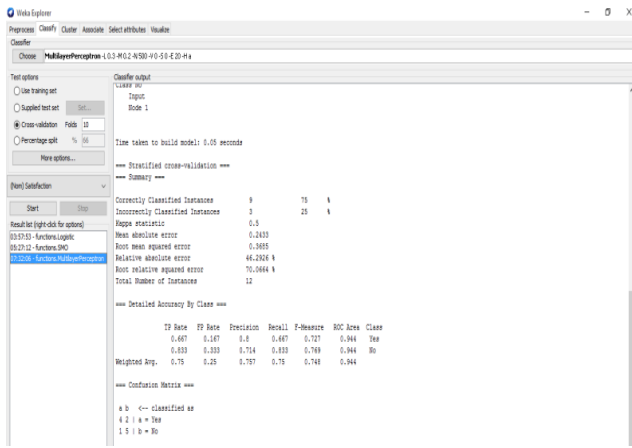 Weka Explorer
Preprocess Classify Cluster Associate Select attributes Visualize
Classifier
Choose MultilayerPerceptron -L 0.3 -M 0.2 -N 500 -V 0 -S 0 -E 20 -H a
Test options
Use training set
Supplied test set Set...
Cross-validation Folds 10
Percentage split % 66
More options...
(Nom) Satisfaction
Start Stop
Result list (right-click for options)
03:57:53 - functions.Logistic
05:27:12 - functions.SMO
07:32:06 - functions.MultilayerPerceptron
Classifier output
Class No
Input
Node 1
Time taken to build model: 0.05 seconds
=== Stratified cross-validation ===
=== Summary ===
Correctly Classified Instances 9 75 %
Incorrectly Classified Instances 3 25 %
Kappa statistic 0.5
Mean absolute error 0.2433
Root mean squared error 0.3685
Relative absolute error 46.2926 %
Root relative squared error 70.0664 %
Total Number of Instances 12
=== Detailed Accuracy By Class ===
TP Rate FP Rate Precision Recall F-Measure ROC Area Class
0.667 0.167 0.8 0.667 0.727 0.944 Yes
0.833 0.333 0.714 0.833 0.769 0.944 No
Weighted Avg. 0.75 0.25 0.757 0.75 0.748 0.944
=== Confusion Matrix ===
a b <-- classified as
4 2 | a = Yes
1 5 | b = No